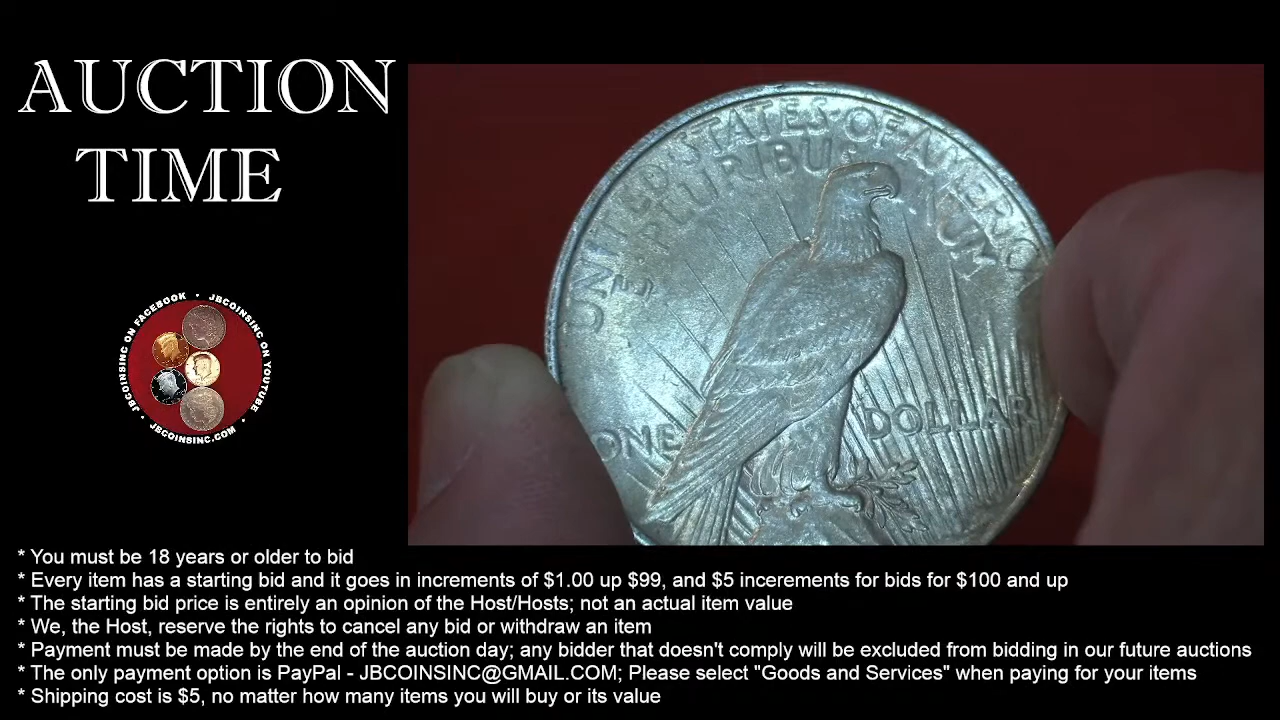 AUCTION
TIME
UNITED STATES OF AMERICA
E PLURIBUS UNUM
ONE DOLLAR
JBCOINSINC ON FACEBOOK • JBCOINSINC ON YOUTUBE • JBCOINSINC.COM •
* You must be 18 years or older to bid
* Every item has a starting bid and it goes in increments of $1.00 up $99, and $5 incerements for bids for $100 and up
* The starting bid price is entirely an opinion of the Host/Hosts; not an actual item value
* We, the Host, reserve the rights to cancel any bid or withdraw an item
* Payment must be made by the end of the auction day; any bidder that doesn't comply will be excluded from bidding in our future auctions
* The only payment option is PayPal - JBCOINSINC@GMAIL.COM; Please select "Goods and Services" when paying for your items
* Shipping cost is $5, no matter how many items you will buy or its value